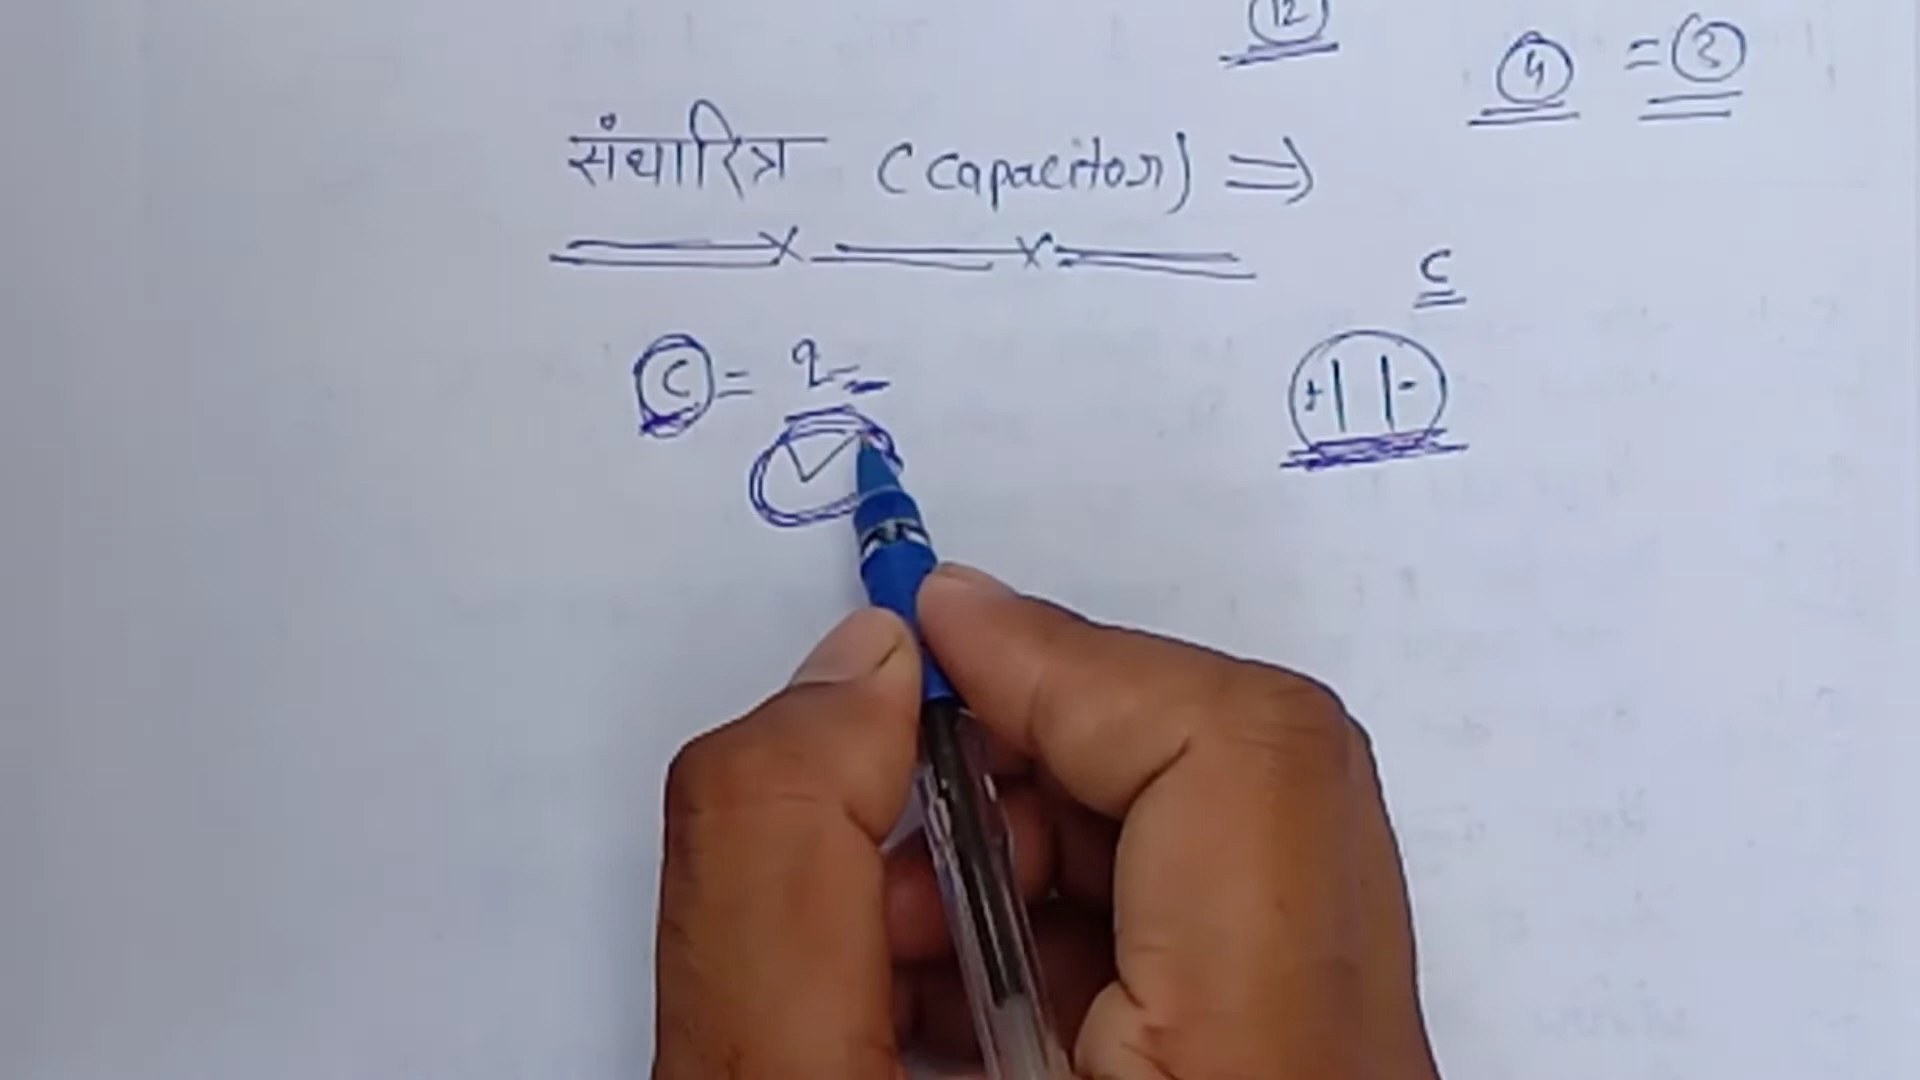 12
4 = 3
संधारित्र (capacitor) ⇒
C
C = q
V
+ -